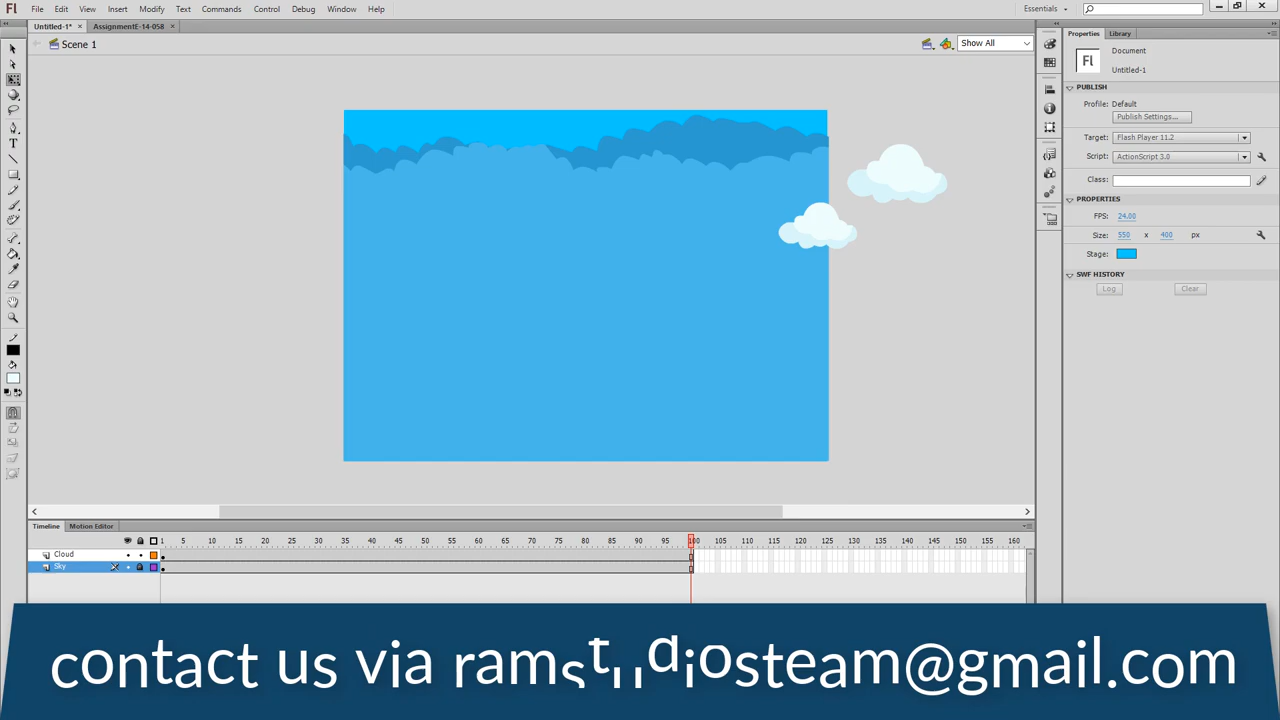 Fl File Edit View Insert Modify Text Commands Control Debug Window Help Essentials
Untitled-1* × AssignmentE-14-058 ×
Scene 1 Show All
Properties Library
Fl Document
Untitled-1
PUBLISH
Profile: Default
Publish Settings...
Target: Flash Player 11.2
Script: ActionScript 3.0
Class:
PROPERTIES
FPS: 24.00
Size: 550 x 400 px
Stage:
SWF HISTORY
Log Clear
Timeline Motion Editor
1 5 10 15 20 25 30 35 40 45 50 55 60 65 70 75 80 85 90 95 100 105 110 115 120 125 130 135 140 145 150 155 160
Cloud
Sky
contact us via ramstudiosteam@gmail.com